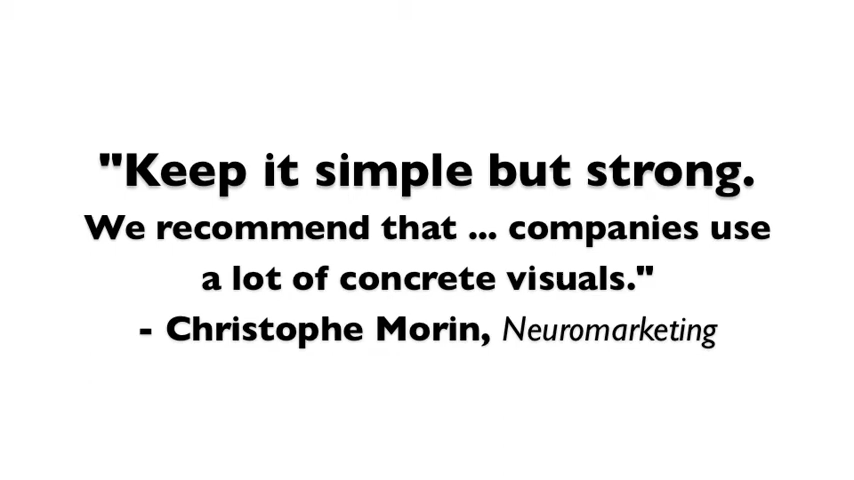 "Keep it simple but strong.
We recommend that ... companies use
a lot of concrete visuals."
- Christophe Morin, Neuromarketing